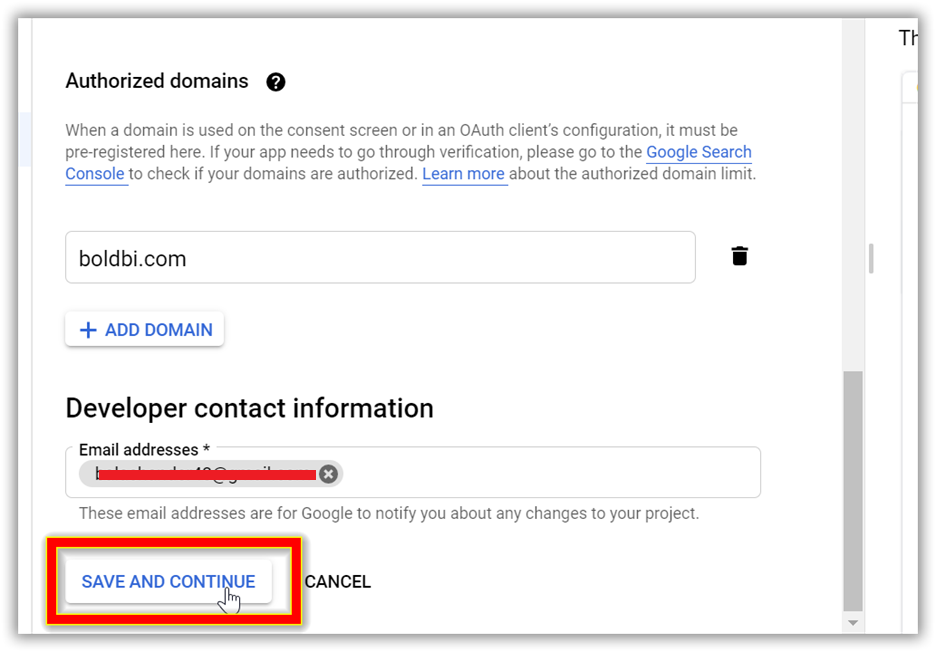 Th
Authorized domains ?
When a domain is used on the consent screen or in an OAuth client's configuration, it must be
pre-registered here. If your app needs to go through verification, please go to the Google Search
Console to check if your domains are authorized. Learn more about the authorized domain limit.
boldbi.com
+ ADD DOMAIN
Developer contact information
Email addresses *
These email addresses are for Google to notify you about any changes to your project.
SAVE AND CONTINUE CANCEL